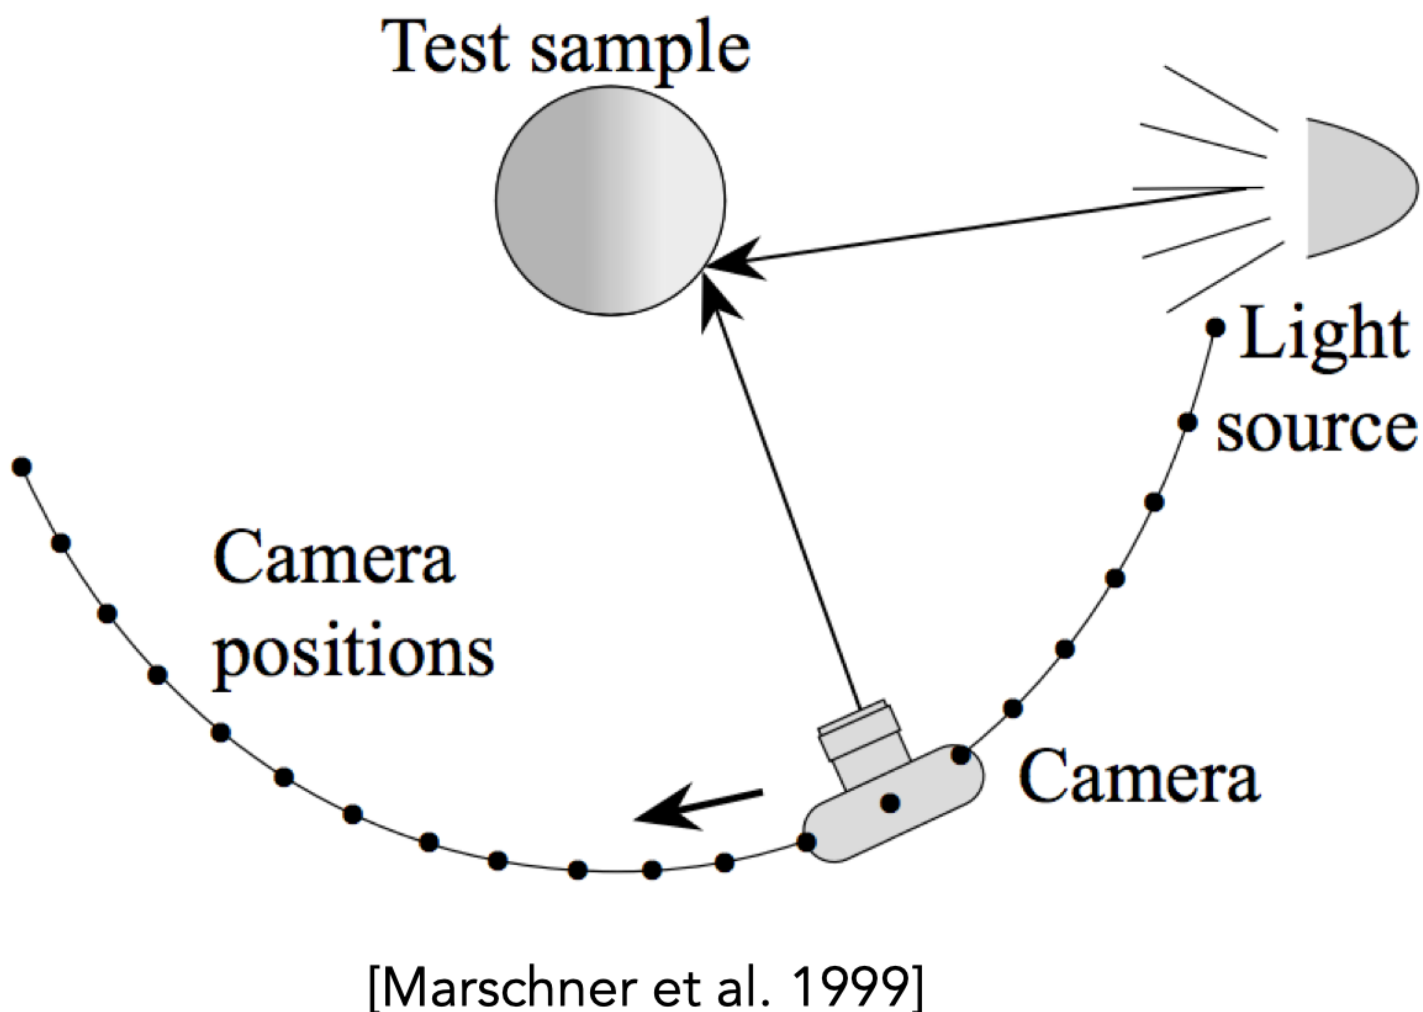 Test sample
Light
source
Camera
positions
Camera
[Marschner et al. 1999]